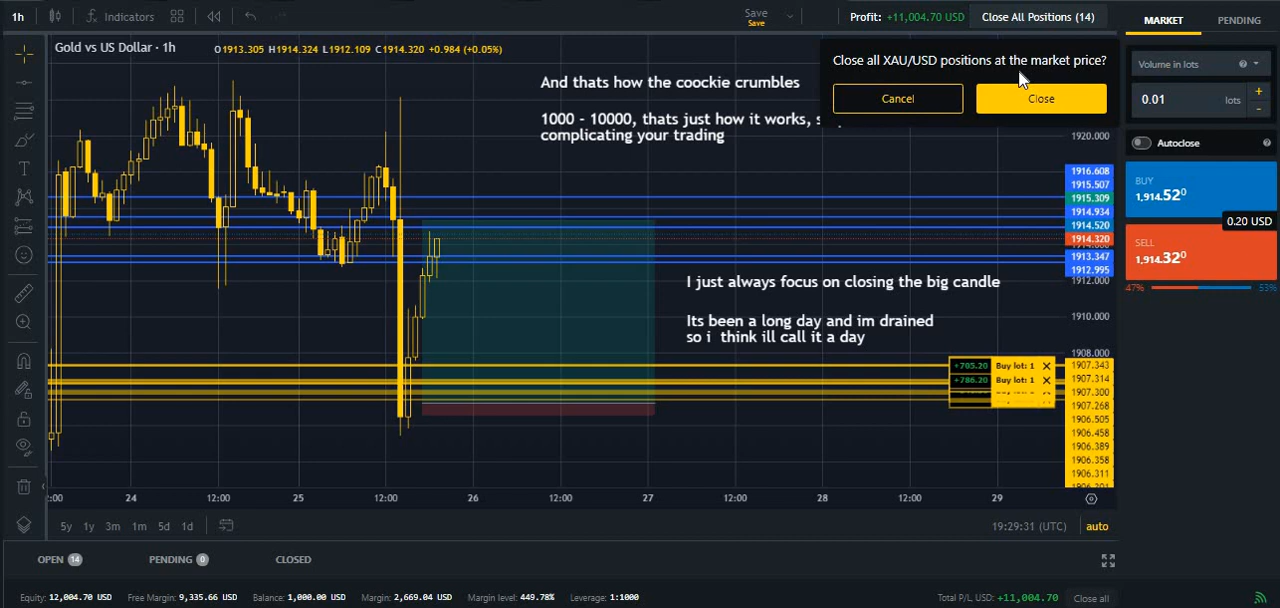 1h Indicators Save Save Profit: +11,004.70 USD Close All Positions (14) MARKET PENDING
Gold vs US Dollar · 1h O1913.305 H1914.324 L1912.109 C1914.320 +0.984 (+0.05%)
Close all XAU/USD positions at the market price?
Cancel Close
Volume in lots
0.01 lots + -
Autoclose
BUY
1,914.52⁰
0.20 USD
SELL
1,914.32⁰
47% 53%
And thats how the coockie crumbles
1000 - 10000, thats just how it works,
complicating your trading
I just always focus on closing the big candle
Its been a long day and im drained
so i think ill call it a day
1920.000
1916.608
1915.507
1915.309
1914.934
1914.520
1914.320
1913.347
1912.995
1912.000
1910.000
1908.000
+705.20 Buy lot: 1 1907.343
+786.20 Buy lot: 1 1907.314
1907.300
1907.268
1906.505
1906.458
1906.389
1906.358
1906.311
:00 24 12:00 25 12:00 26 12:00 27 12:00 28 12:00 29
5y 1y 3m 1m 5d 1d 19:29:31 (UTC) auto
OPEN 14 PENDING 0 CLOSED
Equity: 12,004.70 USD Free Margin: 9,335.66 USD Balance: 1,000.00 USD Margin: 2,669.04 USD Margin level: 449.78% Leverage: 1:1000 Total P/L, USD: +11,004.70 Close all